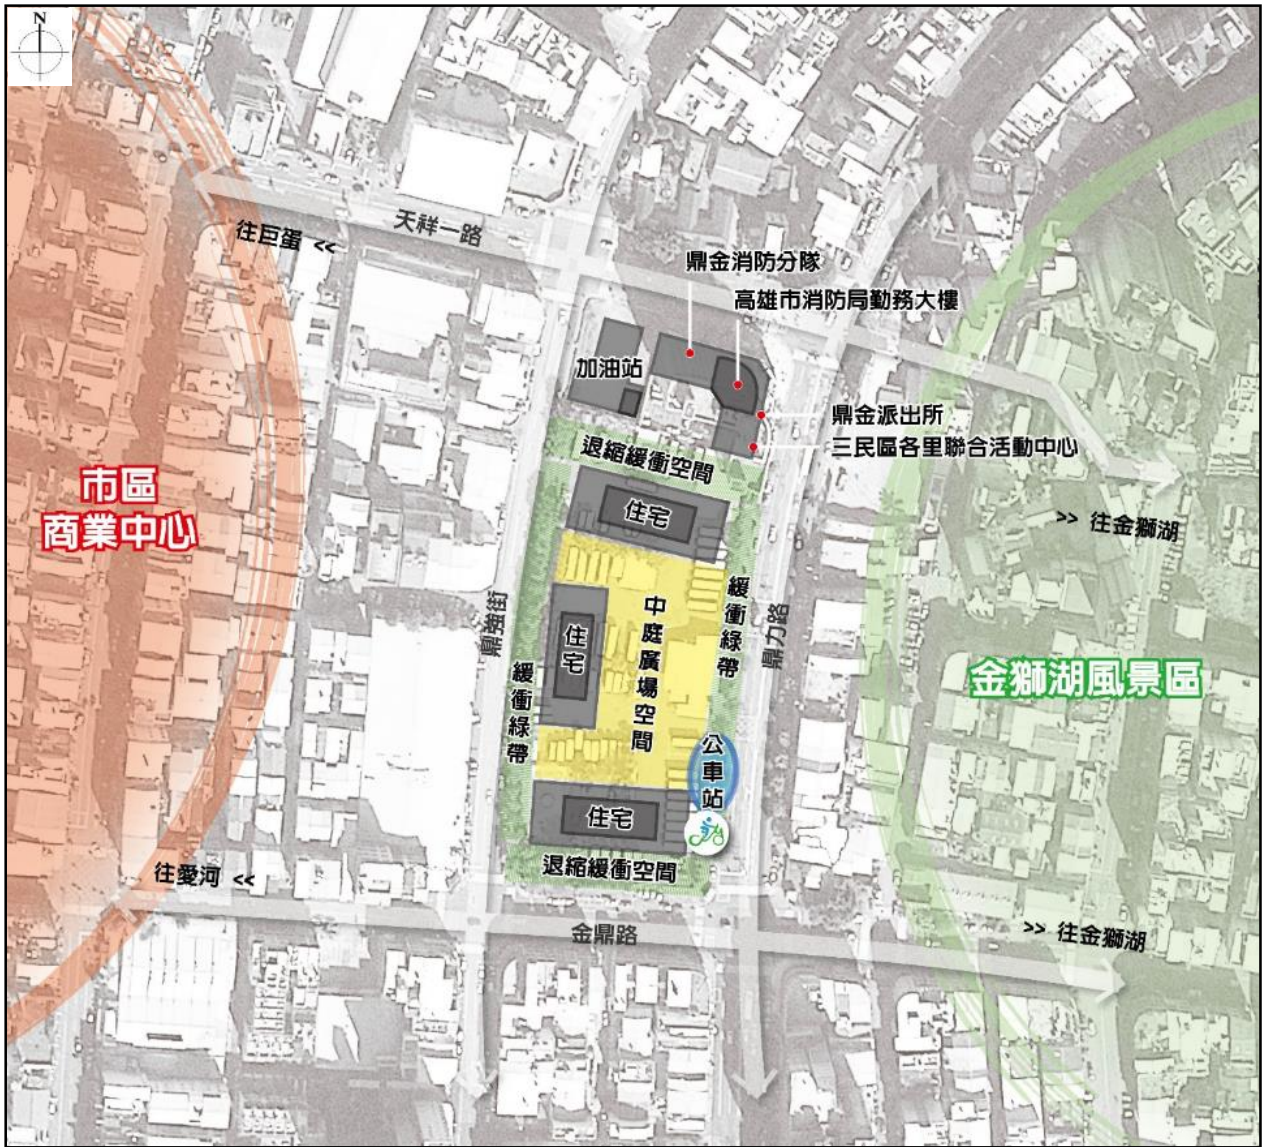 N
天祥一路
往巨蛋 <<
鼎金消防分隊
高雄市消防局勤務大樓
加油站
鼎金派出所
三民區各里聯合活動中心
退縮緩衝空間
市區
商業中心
住宅
>> 往金獅湖
緩衝綠帶
中庭廣場空間
鼎強街
住宅
鼎力路
緩衝綠帶
金獅湖風景區
公車站
住宅
退縮緩衝空間
往愛河 <<
金鼎路
>> 往金獅湖